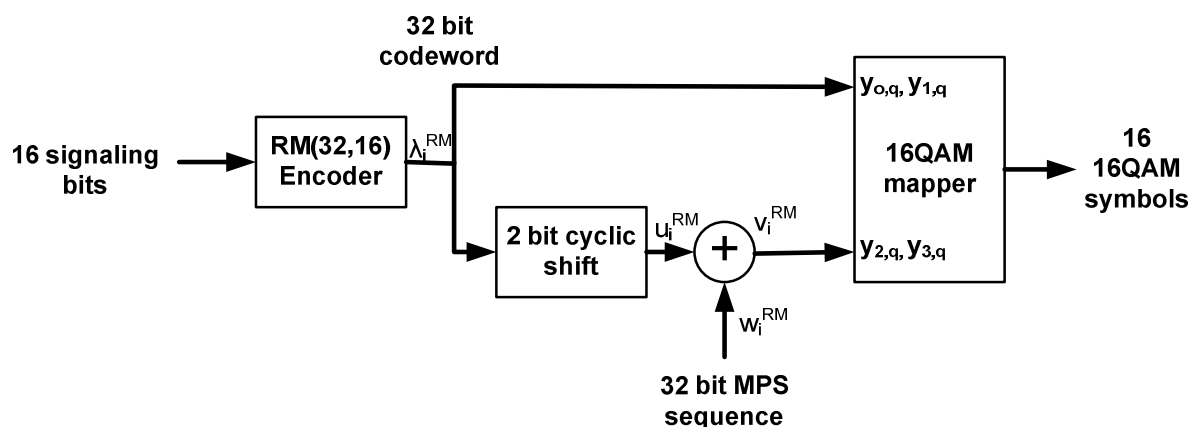 32 bit
codeword
16 signaling
bits
RM(32,16)
Encoder
λiRM
yo,q, y1,q
16QAM
mapper
16
16QAM
symbols
2 bit cyclic
shift
uiRM
+
viRM
y2,q, y3,q
wiRM
32 bit MPS
sequence